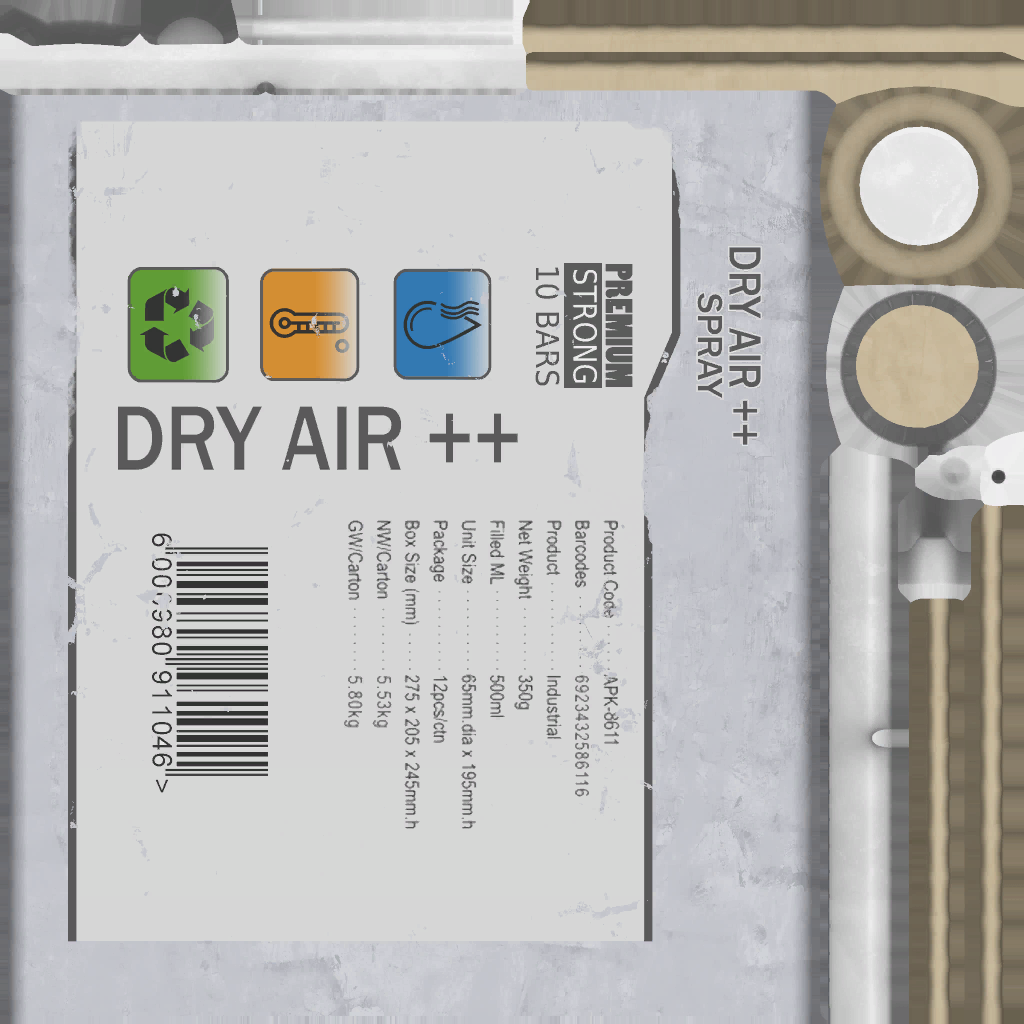 PREMIUM
STRONG
10 BARS
DRY AIR ++
SPRAY
DRY AIR ++
Product Code . . . . APK-8611
Barcodes . . . . . . . 6923432586116
Product . . . . . . . . Industrial
Net Weight . . . . . . 350g
Filled ML . . . . . . . 500ml
Unit Size . . . . . . . 65mm.dia x 195mm.h
Package . . . . . . . 12pcs/ctn
Box Size (mm) . . . . 275 x 205 x 245mm.h
NW/Carton . . . . . . 5.53kg
GW/Carton . . . . . . 5.80kg
911046>